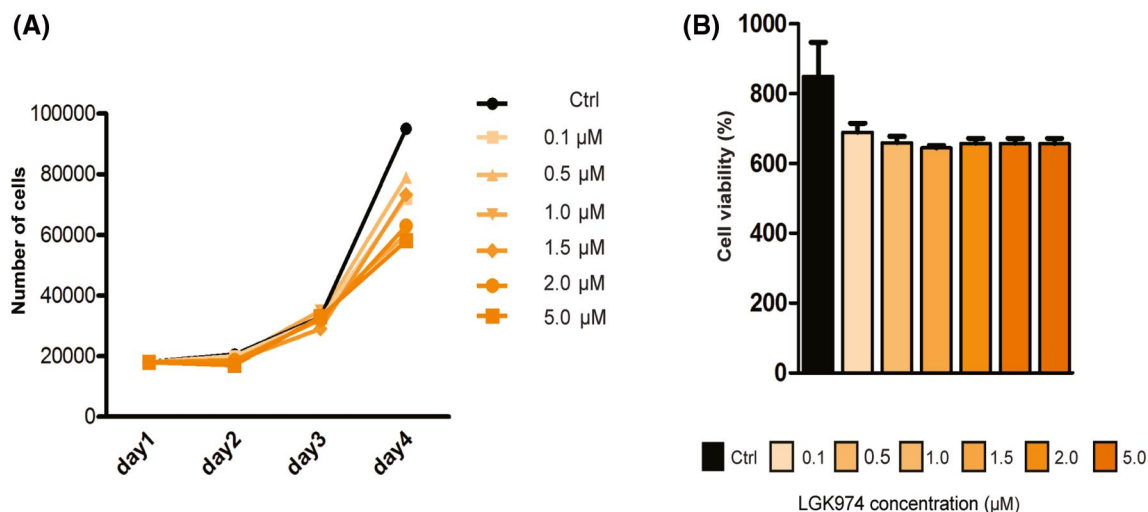 (A)
Number of cells
100000
80000
60000
40000
20000
0
day1
day2
day3
day4
Ctrl
0.1 µM
0.5 µM
1.0 µM
1.5 µM
2.0 µM
5.0 µM
(B)
Cell viability (%)
1000
800
600
400
200
0
Ctrl 0.1 0.5 1.0 1.5 2.0 5.0
LGK974 concentration (µM)